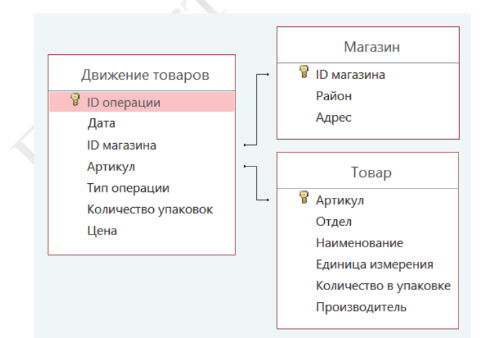 Движение товаров
ID операции
Дата
ID магазина
Артикул
Тип операции
Количество упаковок
Цена
Магазин
ID магазина
Район
Адрес
Товар
Артикул
Отдел
Наименование
Единица измерения
Количество в упаковке
Производитель